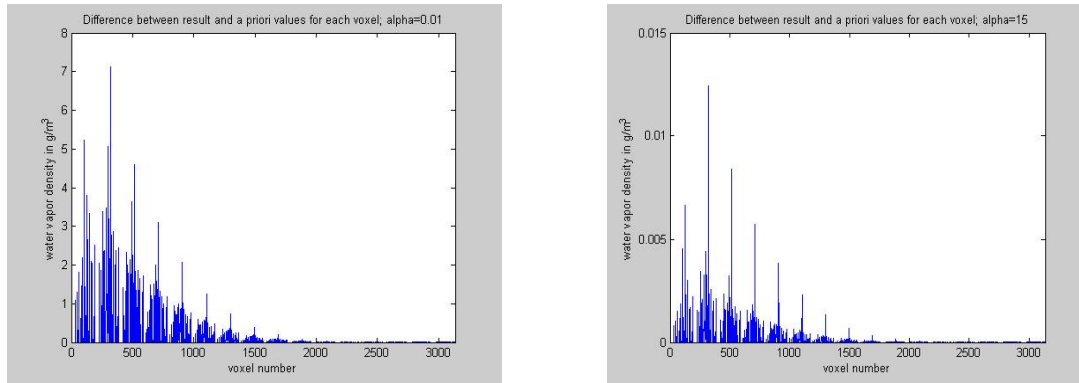 Difference between result and a priori values for each voxel; alpha=0.01
8
7
6
5
4
3
2
1
0
water vapor density in g/m³
0 500 1000 1500 2000 2500 3000
voxel number
Difference between result and a priori values for each voxel; alpha=15
0.015
0.01
0.005
0
water vapor density in g/m³
0 500 1000 1500 2000 2500 3000
voxel number